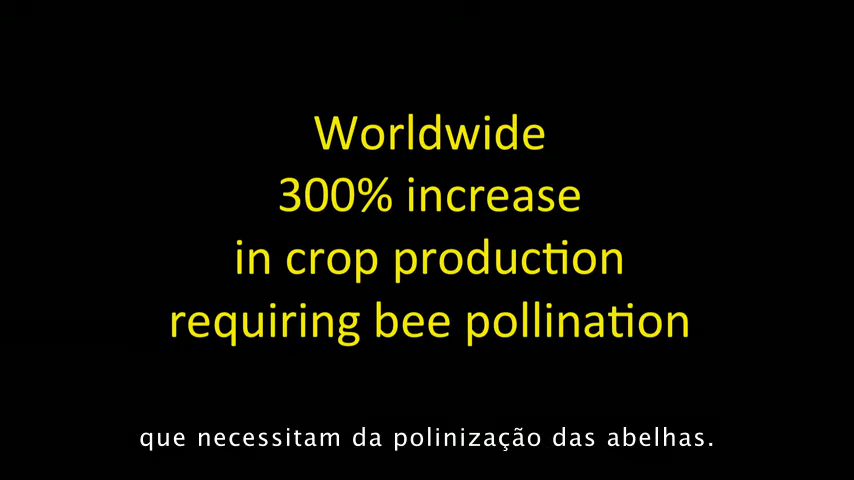 Worldwide
300% increase
in crop production
requiring bee pollination
que necessitam da polinização das abelhas.